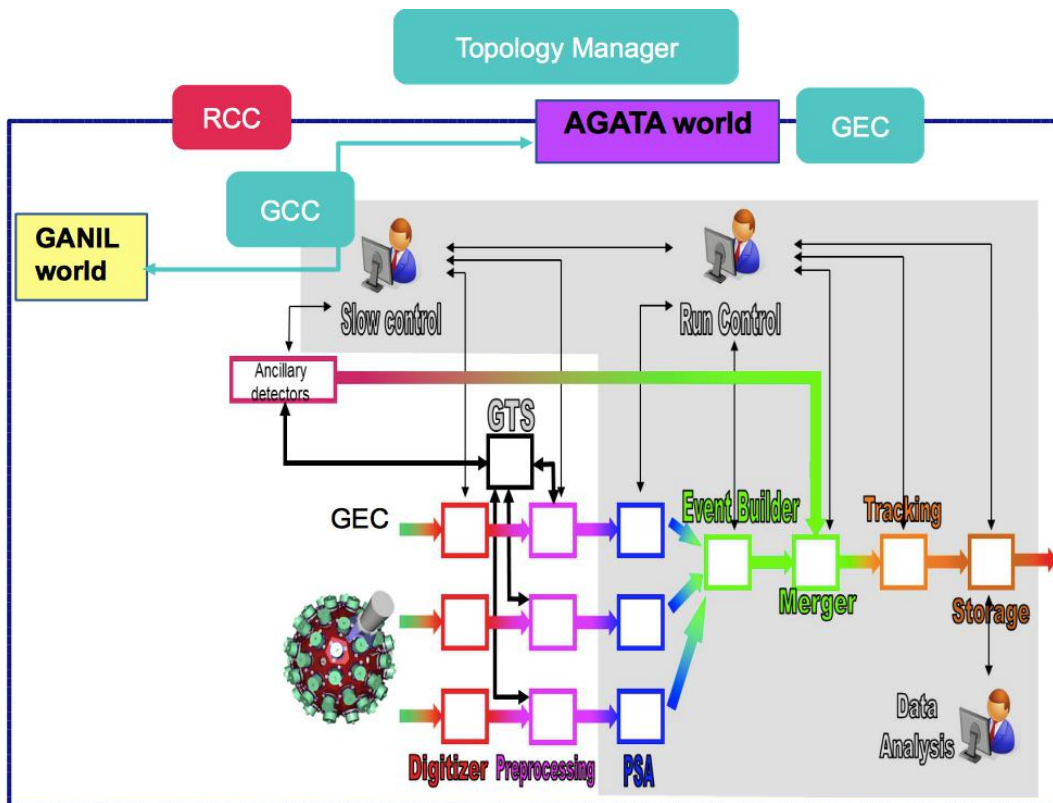 Topology Manager
RCC
AGATA world
GEC
GCC
GANIL
world
Slow control
Run Control
Ancillary
detectors
GTS
GEC
Event Builder
Tracking
Merger
Storage
Data
Analysis
Digitizer
Preprocessing
PSA